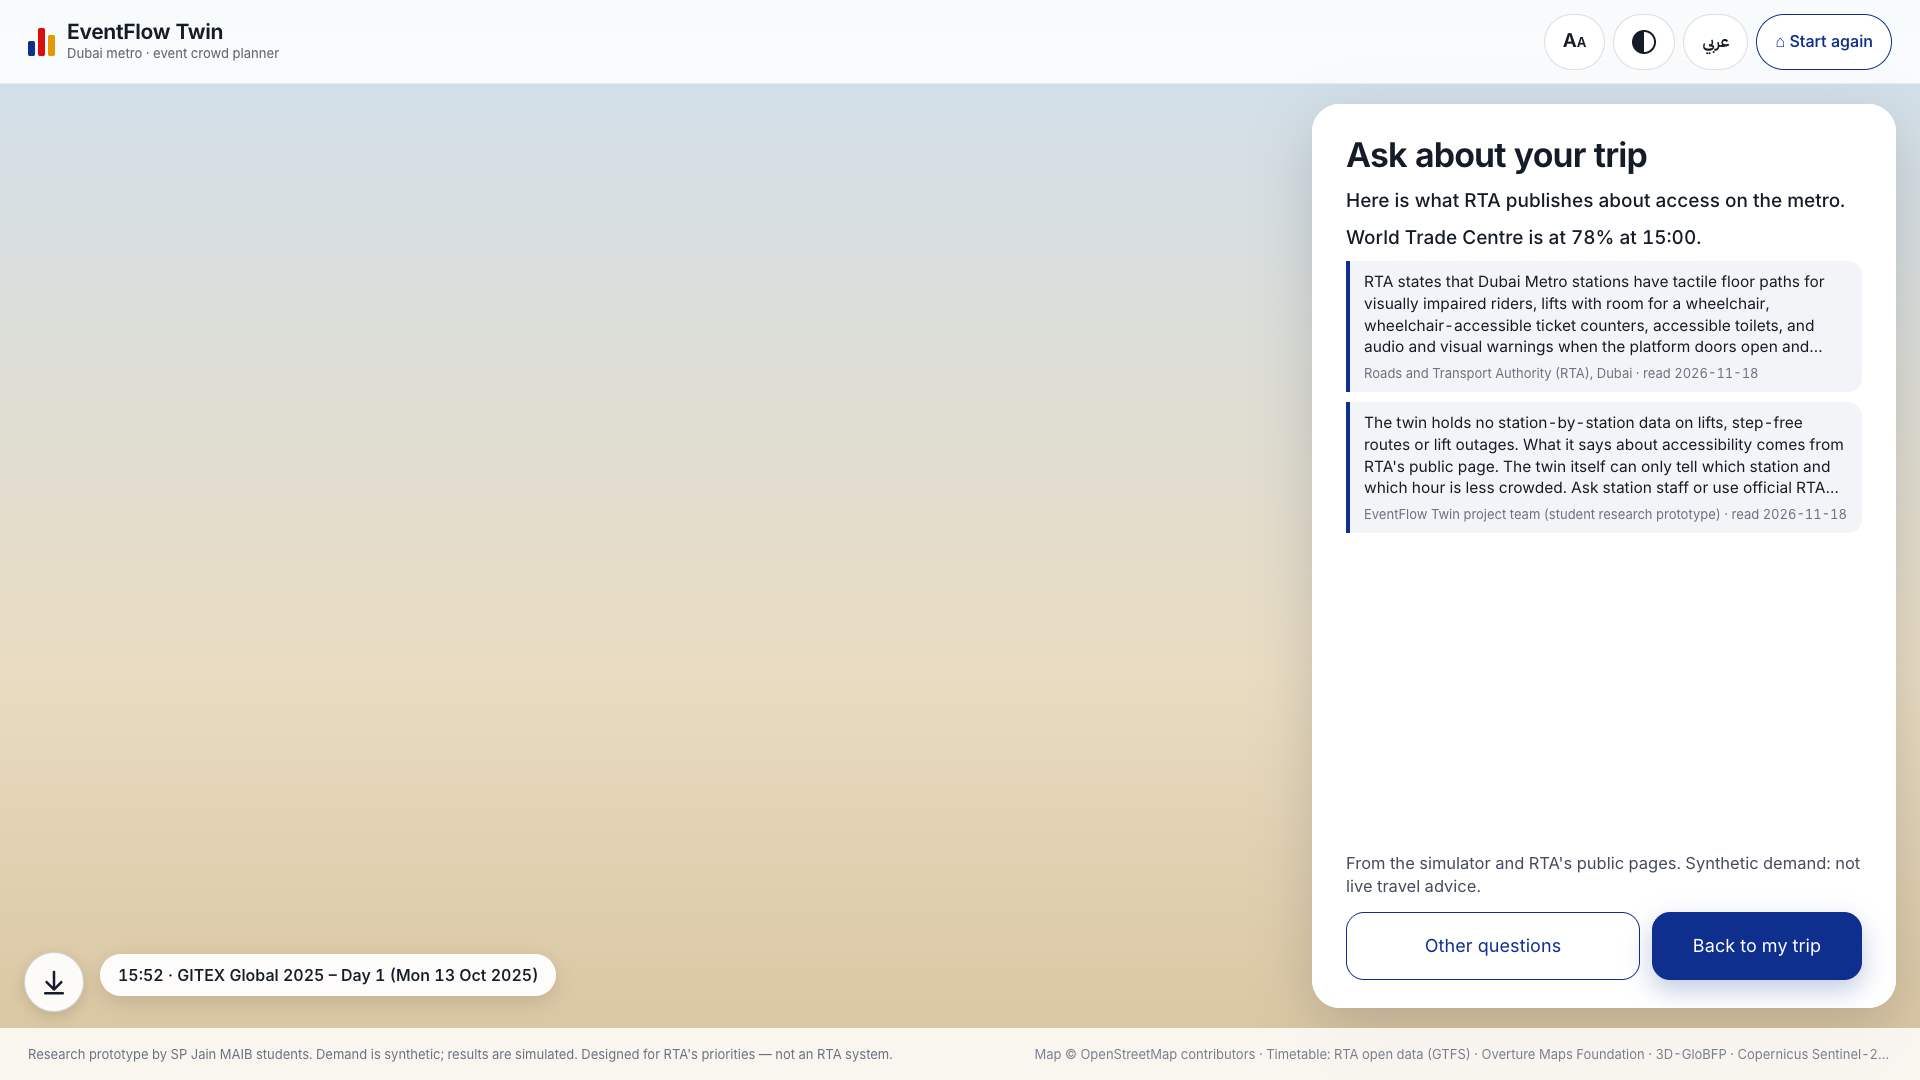 EventFlow Twin
Dubai metro · event crowd planner
AA
عربي
⌂ Start again
Ask about your trip
Here is what RTA publishes about access on the metro.
World Trade Centre is at 78% at 15:00.
RTA states that Dubai Metro stations have tactile floor paths for
visually impaired riders, lifts with room for a wheelchair,
wheelchair-accessible ticket counters, accessible toilets, and
audio and visual warnings when the platform doors open and…
Roads and Transport Authority (RTA), Dubai · read 2026-11-18
The twin holds no station-by-station data on lifts, step-free
routes or lift outages. What it says about accessibility comes from
RTA's public page. The twin itself can only tell which station and
which hour is less crowded. Ask station staff or use official RTA…
EventFlow Twin project team (student research prototype) · read 2026-11-18
From the simulator and RTA's public pages. Synthetic demand: not
live travel advice.
Other questions
Back to my trip
15:52 · GITEX Global 2025 – Day 1 (Mon 13 Oct 2025)
Research prototype by SP Jain MAIB students. Demand is synthetic; results are simulated. Designed for RTA's priorities — not an RTA system.
Map © OpenStreetMap contributors · Timetable: RTA open data (GTFS) · Overture Maps Foundation · 3D-GloBFP · Copernicus Sentinel-2…